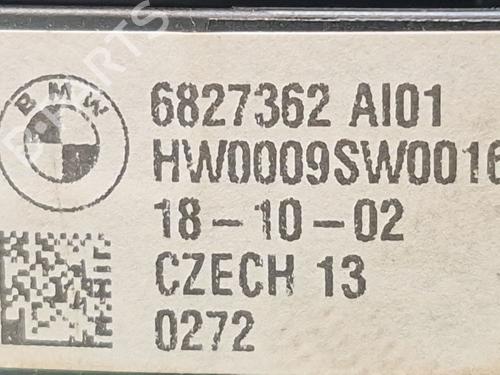 BMW
6827362 AI01
HW0009SW0016
18-10-02
CZECH 13
0272